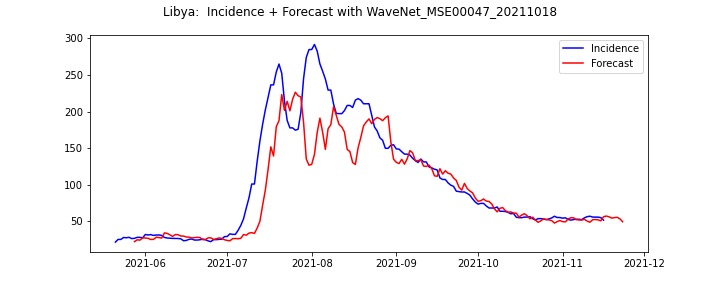 Libya:  Incidence + Forecast with WaveNet_MSE00047_20211018
Incidence
Forecast
300
250
200
150
100
50
2021-06 2021-07 2021-08 2021-09 2021-10 2021-11 2021-12